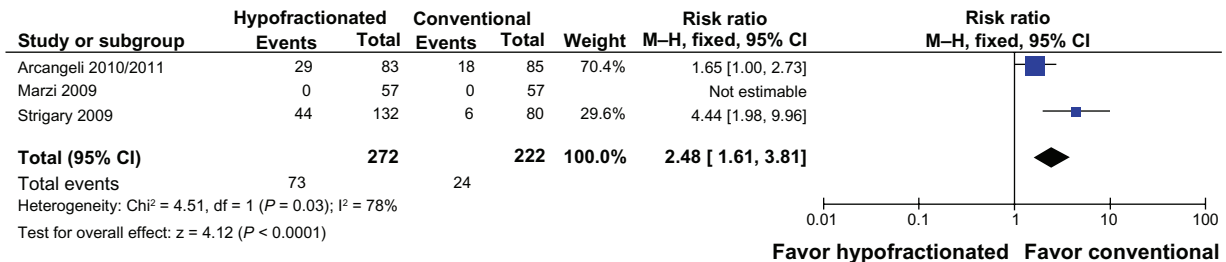 Hypofractionated Conventional Risk ratio Risk ratio
Study or subgroup Events Total Events Total Weight M–H, fixed, 95% CI M–H, fixed, 95% CI
Arcangeli 2010/2011 29 83 18 85 70.4% 1.65 [1.00, 2.73]
Marzi 2009 0 57 0 57 Not estimable
Strigary 2009 44 132 6 80 29.6% 4.44 [1.98, 9.96]
Total (95% CI) 272 222 100.0% 2.48 [ 1.61, 3.81]
Total events 73 24
Heterogeneity: Chi² = 4.51, df = 1 (P = 0.03); I² = 78%
Test for overall effect: z = 4.12 (P < 0.0001)
0.01 0.1 1 10 100
Favor hypofractionated Favor conventional